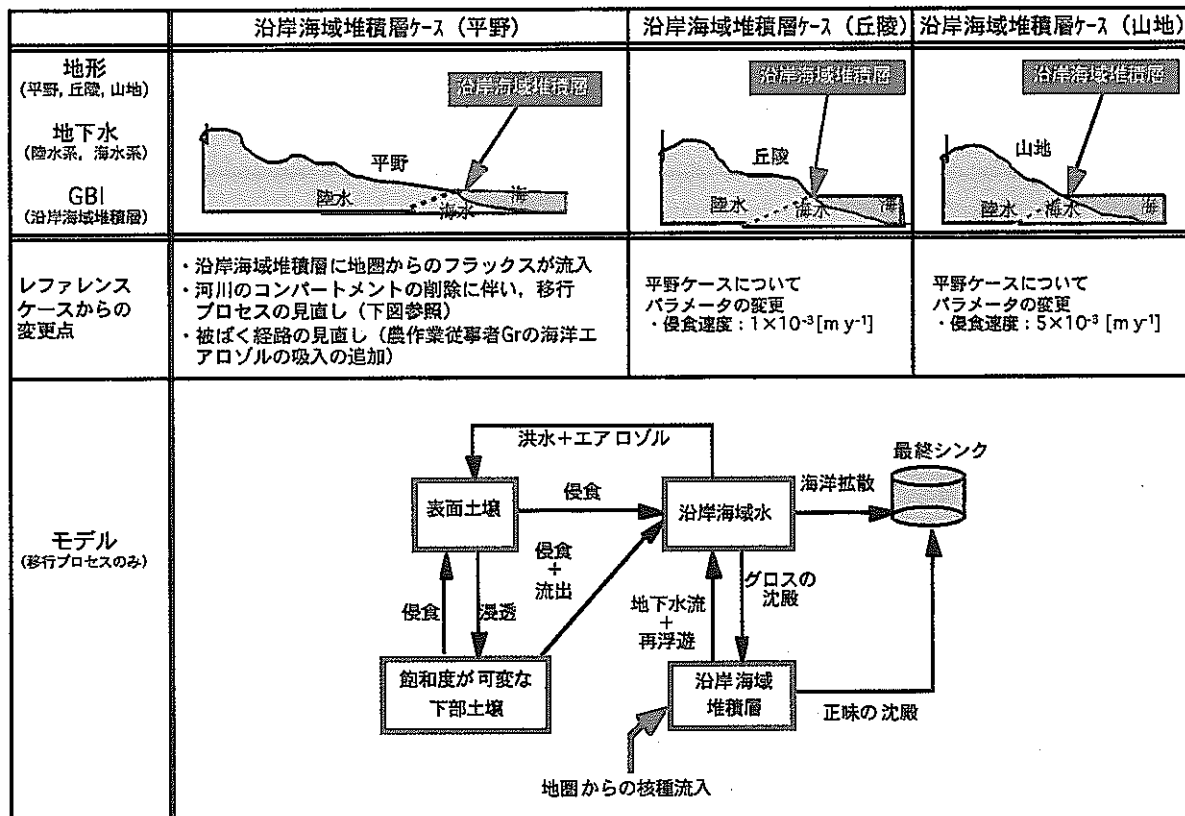 沿岸海域堆積層ケース（平野）
沿岸海域堆積層ケース（丘陵）
沿岸海域堆積層ケース（山地）
地形
(平野, 丘陵, 山地)
地下水
(陸水系, 海水系)
GBI
(沿岸海域堆積層)
沿岸海域堆積層
平野
陸水
海水
海
沿岸海域堆積層
丘陵
陸水
海水
海
沿岸海域堆積層
山地
陸水
海水
海
レファレンス
ケースからの
変更点
・沿岸海域堆積層に地圏からのフラックスが流入
・河川のコンパートメントの削除に伴い，移行
プロセスの見直し（下図参照）
・被ばく経路の見直し（農作業従事者Grの海洋エ
アロゾルの吸入の追加）
平野ケースについて
パラメータの変更
・侵食速度：1×10⁻³ [m y⁻¹]
平野ケースについて
パラメータの変更
・侵食速度：5×10⁻³ [m y⁻¹]
モデル
(移行プロセスのみ)
洪水＋エアロゾル
最終シンク
表面土壌
侵食
沿岸海域水
海洋拡散
侵食
浸透
侵食
＋
流出
地下水流
＋
再浮遊
グロスの
沈殿
飽和度が可変な
下部土壌
沿岸海域
堆積層
正味の沈殿
地圏からの核種流入